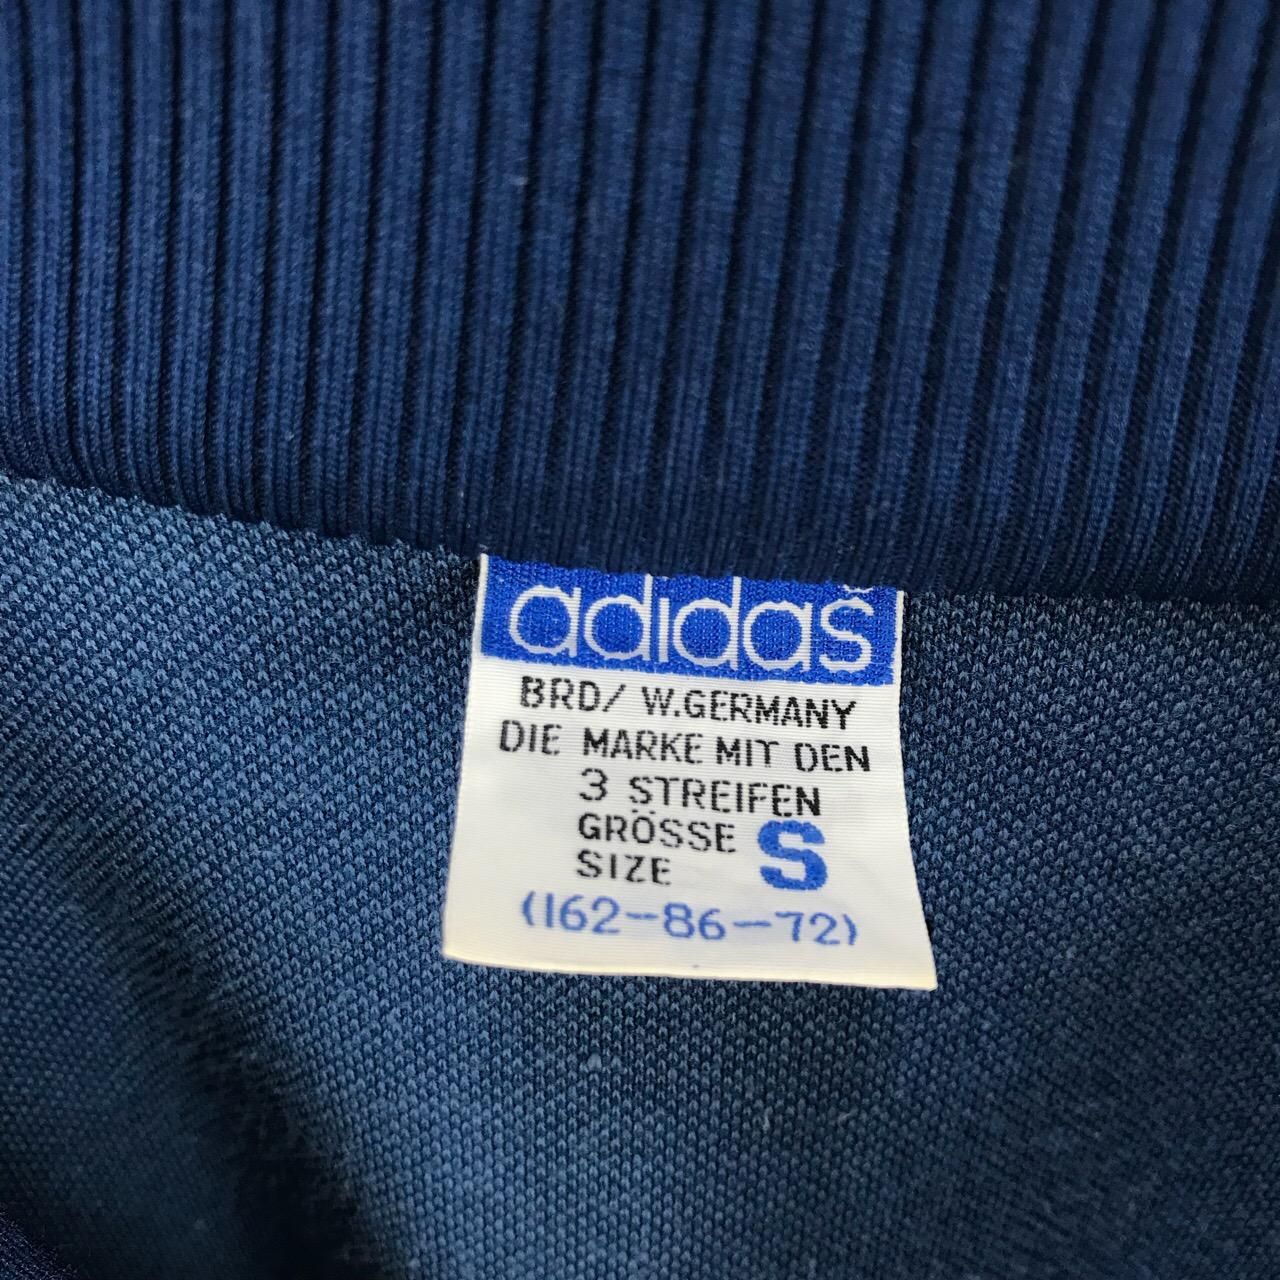 adidas
BRD/ W.GERMANY
DIE MARKE MIT DEN
3 STREIFEN
GRÖSSE S
SIZE
(162-86-72)